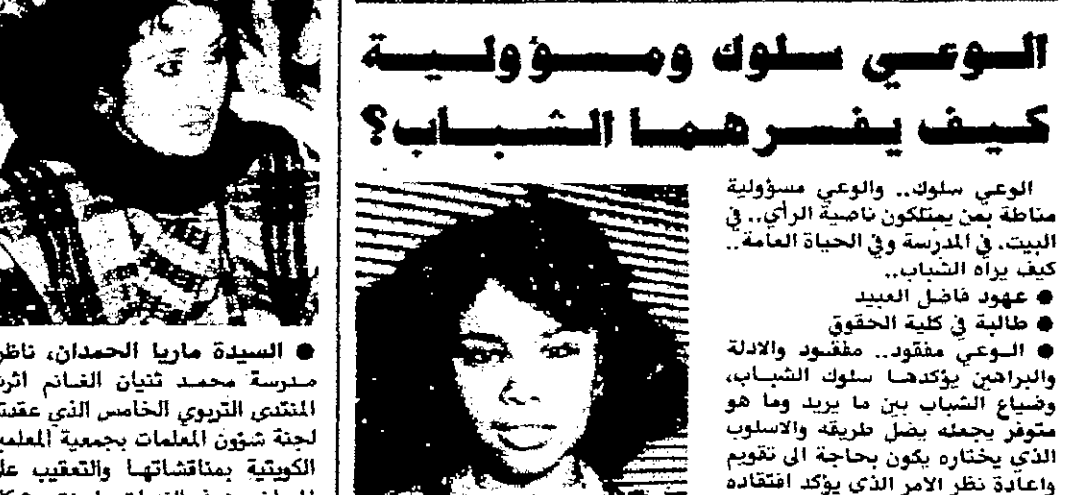 الوعي سلوك ومسؤولية
كيف يفسرهما الشباب؟
الوعي سلوك.. والوعي مسؤولية
مناطة بمن يمتلكون ناصية الرأي.. في
البيت. في المدرسة وفي الحياة العامة..
كيف يراه الشباب..
● عهود فاضل العبيد
● طالبة في كلية الحقوق
● الوعي مفقود.. مفقود والادلة
والبراهين يؤكدها سلوك الشباب،
وضياع الشباب بين ما يريد وما هو
متوفر يجعله يضل طريقه والاسلوب
الذي يختاره يكون بحاجة الى تقويم
واعادة نظر الامر الذي يؤكد افتقاده
● السيدة ماريا الحمدان، ناظر
مدرسة محمد ثنيان الغانم اثرت
المنتدى التربوي الخامس الذي عقدته
لجنة شؤون المعلمات بجمعية المعلمين
الكويتية بمناقشاتها والتعقيب على